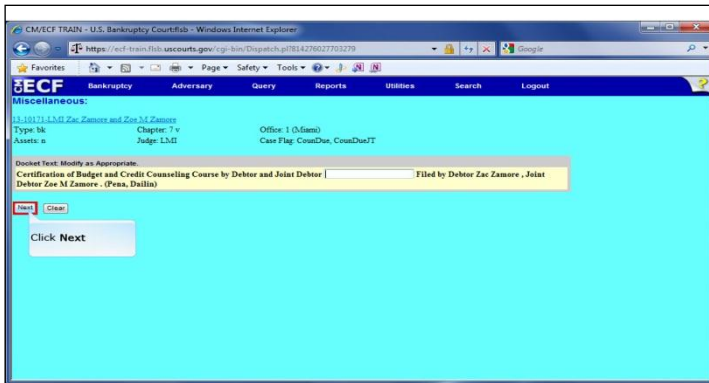 CM/ECF TRAIN - U.S. Bankruptcy Court:flsb - Windows Internet Explorer
https://ecf-train.flsb.uscourts.gov/cgi-bin/Dispatch.pl?814276027703279
Google
Favorites Page Safety Tools
ECF Bankruptcy Adversary Query Reports Utilities Search Logout ?
Miscellaneous:
13-10171-LMI Zac Zamore and Zoe M Zamore
Type: bk Chapter: 7 v Office: 1 (Miami)
Assets: n Judge: LMI Case Flag: CounDue, CounDueJT
Docket Text: Modify as Appropriate.
Certification of Budget and Credit Counseling Course by Debtor and Joint Debtor Filed by Debtor Zac Zamore , Joint
Debtor Zoe M Zamore . (Pena, Dailin)
Next Clear
Click Next